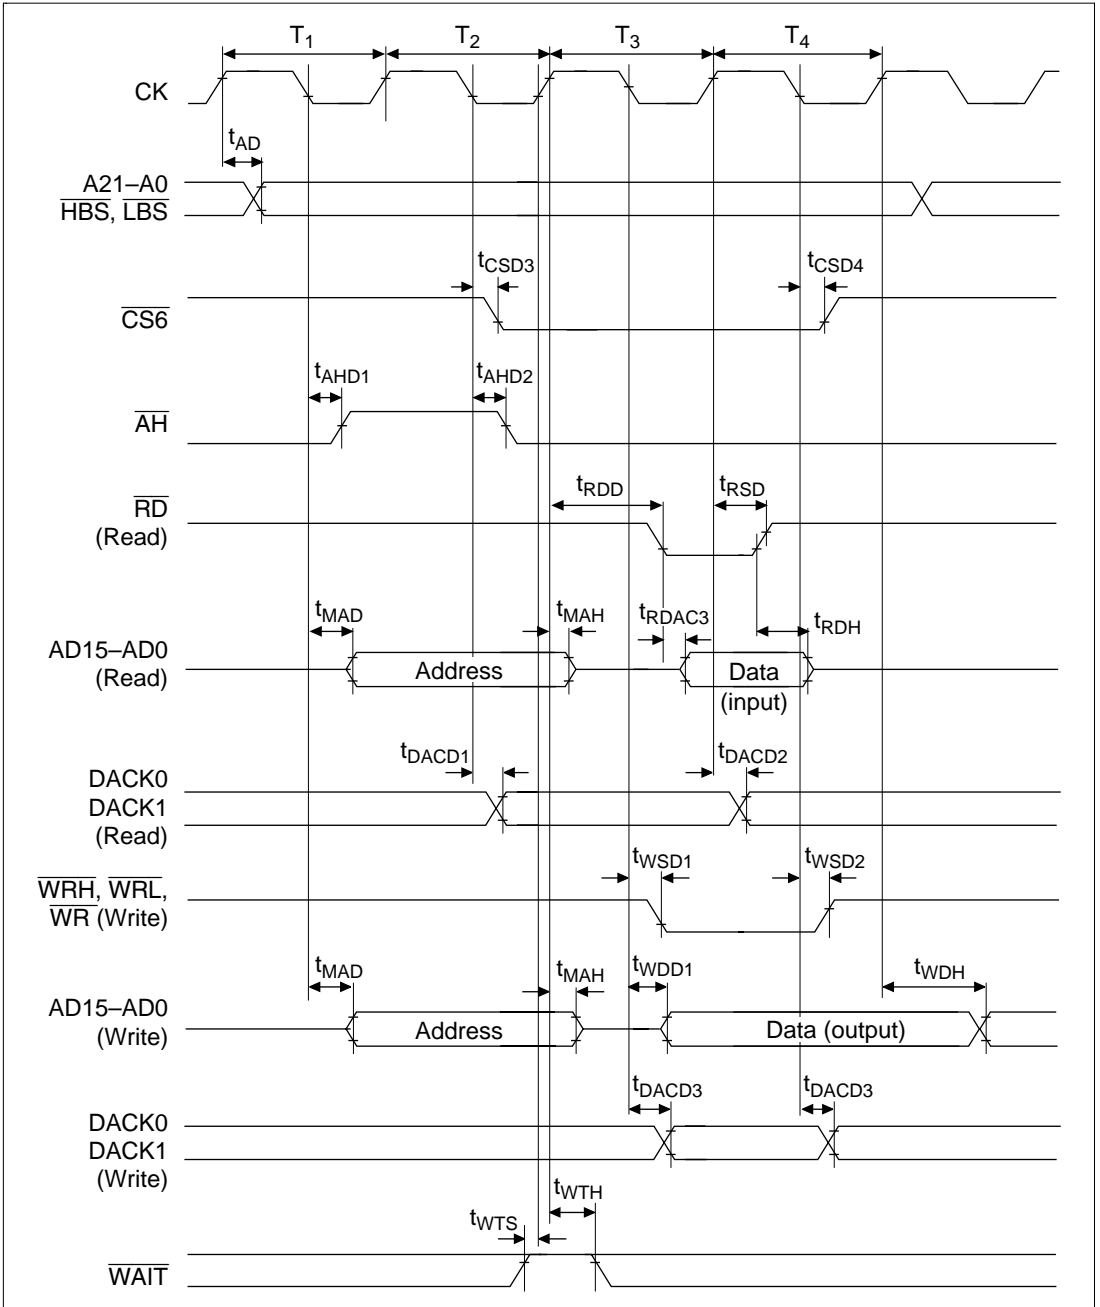 T1 T2 T3 T4
CK
tAD
A21–A0
HBS, LBS
tCSD3 tCSD4
CS6
tAHD1 tAHD2
AH
tRDD tRSD
RD
(Read)
tMAD tMAH tRDAC3 tRDH
AD15–AD0
(Read)
Address Data
(input)
tDACD1 tDACD2
DACK0
DACK1
(Read)
tWSD1 tWSD2
WRH, WRL,
WR (Write)
tMAD tMAH tWDD1 tWDH
AD15–AD0
(Write)
Address Data (output)
tDACD3 tDACD3
DACK0
DACK1
(Write)
tWTH
tWTS
WAIT